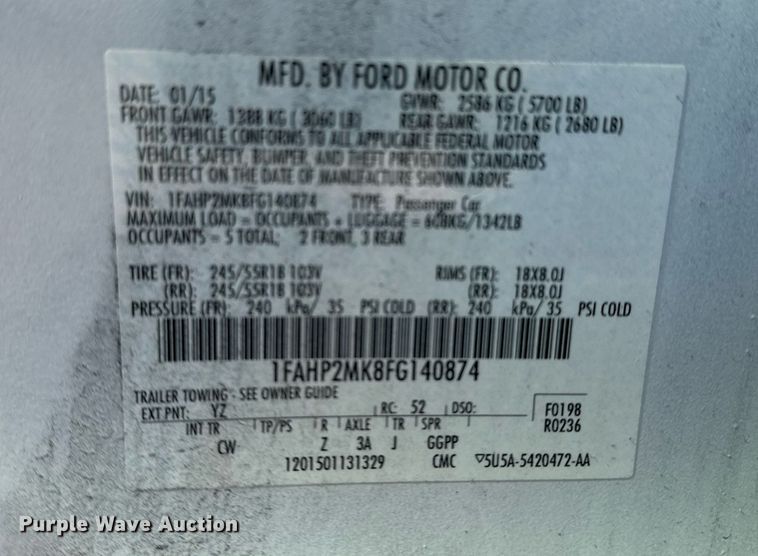 MFD. BY FORD MOTOR CO.
DATE: 01/15 GVWR: 2586 KG ( 5700 LB)
FRONT GAWR: 1388 KG ( 3060 LB) REAR GAWR: 1216 KG ( 2680 LB)
THIS VEHICLE CONFORMS TO ALL APPLICABLE FEDERAL MOTOR
VEHICLE SAFETY, BUMPER, AND THEFT PREVENTION STANDARDS
IN EFFECT ON THE DATE OF MANUFACTURE SHOWN ABOVE.
VIN: 1FAHP2MK8FG140874 TYPE: Passenger Car
MAXIMUM LOAD = OCCUPANTS + LUGGAGE = 608KG/1342LB
OCCUPANTS = 5 TOTAL, 2 FRONT, 3 REAR
TIRE (FR): 245/55R18 103V RIMS (FR): 18X8.0J
(RR): 245/55R18 103V (RR): 18X8.0J
PRESSURE (FR): 240 kPa/ 35 PSI COLD (RR): 240 kPa/ 35 PSI COLD
1FAHP2MK8FG140874
TRAILER TOWING - SEE OWNER GUIDE
EXT PNT: YZ RC: 52 DSO: F0198
INT TR TP/PS R AXLE TR SPR R0236
CW Z 3A J GGPP
1201501131329 CMC ▽5U5A-5420472-AA
Purple Wave Auction